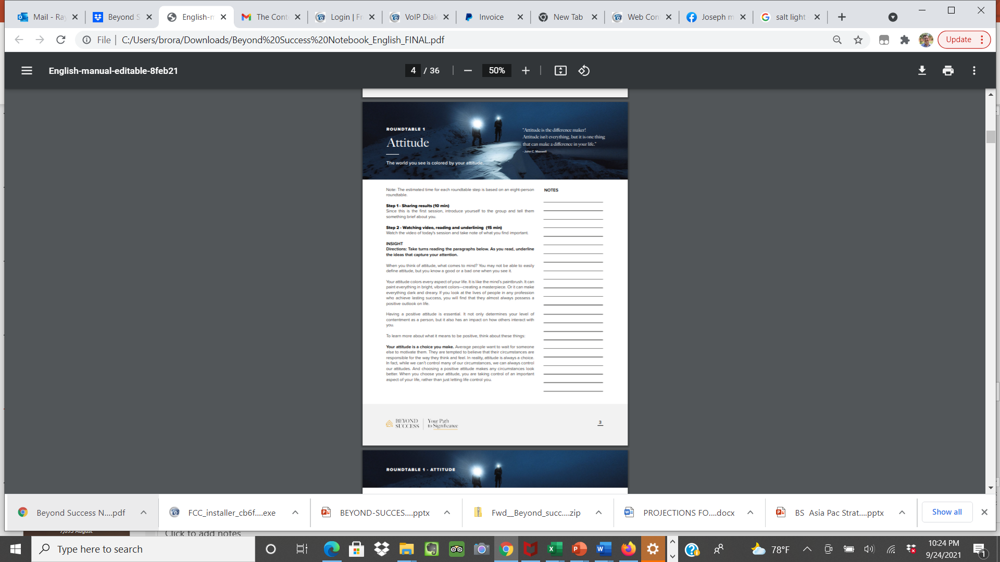 Mail - Ray
Beyond S
English-m
The Cont
Login | Fr
VoIP Dial
Invoice
New Tab
Web Con
Joseph m
salt light
File | C:/Users/brora/Downloads/Beyond%20Success%20Notebook_English_FINAL.pdf
Update
English-manual-editable-8feb21
4 / 36
50%
ROUNDTABLE 1
Attitude
The world you see is colored by your attitude.
"Attitude is the difference maker!
Attitude isn't everything, but it is one thing
that can make a difference in your life."
- John C. Maxwell
Note: The estimated time for each roundtable step is based on an eight-person
roundtable.
Step 1 - Sharing results (10 min)
Since this is the first session, introduce yourself to the group and tell them
something brief about you.
Step 2 - Watching video, reading and underlining (15 min)
Watch the video of today's session and take note of what you find important.
INSIGHT
Directions: Take turns reading the paragraphs below. As you read, underline
the ideas that capture your attention.
When you think of attitude, what comes to mind? You may not be able to easily
define attitude, but you know a good or a bad one when you see it.
Your attitude colors every aspect of your life. It is like the mind's paintbrush. It can
paint everything in bright, vibrant colors—creating a masterpiece. Or it can make
everything dark and dreary. If you look at the lives of people in any profession
who achieve lasting success, you will find that they almost always possess a
positive outlook on life.
Having a positive attitude is essential. It not only determines your level of
contentment as a person, but it also has an impact on how others interact with
you.
To learn more about what it means to be positive, think about these things:
Your attitude is a choice you make. Average people want to wait for someone
else to motivate them. They are tempted to believe that their circumstances are
responsible for the way they think and feel. In reality, attitude is always a choice.
In fact, while we can't control many of our circumstances, we can always control
our attitudes. And choosing a positive attitude makes any circumstances look
better. When you choose your attitude, you are taking control of an important
aspect of your life, rather than just letting life control you.
NOTES
BEYOND
SUCCESS
Your Path
to Significance
3
ROUNDTABLE 1 - ATTITUDE
Beyond Success N....pdf
FCC_installer_cb6f....exe
BEYOND-SUCCES....pptx
Fwd__Beyond_succ....zip
PROJECTIONS FO....docx
BS Asia Pac Strat....pptx
Show all
7,693 August
Click to add notes
Type here to search
78°F
10:24 PM
9/24/2021
1